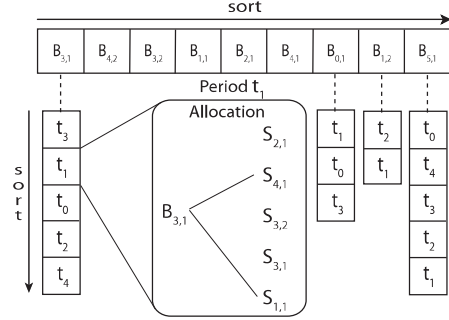 sort
B3,1 B4,2 B3,2 B1,1 B2,1 B4,1 B0,1 B1,2 B5,1
Period t1
Allocation
sort
t3
t1
t0
t2
t4
B3,1
S2,1
S4,1
S3,2
S3,1
S1,1
t1
t0
t3
t2
t1
t0
t4
t3
t2
t1